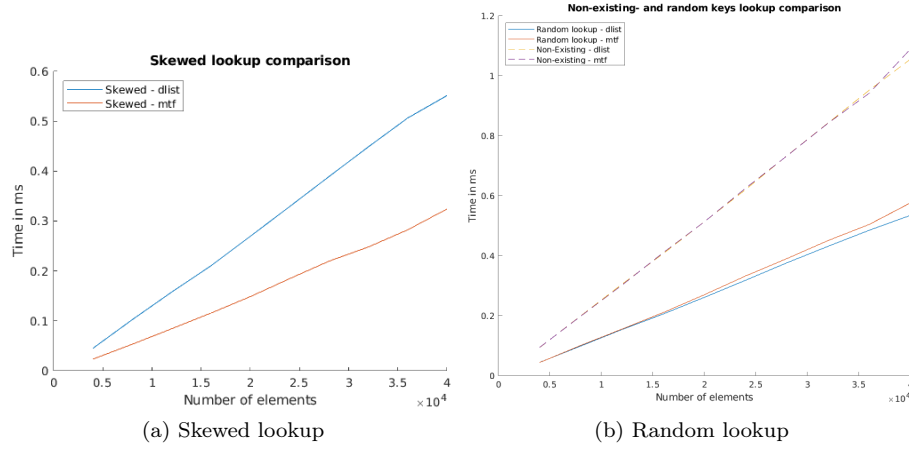 Skewed lookup comparison
0.6
0.5
0.4
0.3
0.2
0.1
0
Time in ms
Skewed - dlist
Skewed - mtf
0 0.5 1 1.5 2 2.5 3 3.5 4
Number of elements
×10⁴
(a) Skewed lookup
Non-existing- and random keys lookup comparison
1.2
1
0.8
0.6
0.4
0.2
0
Time in ms
Random lookup - dlist
Random lookup - mtf
Non-Existing - dlist
Non-existing - mtf
0 0.5 1 1.5 2 2.5 3 3.5 4
Number of elements
×10⁴
(b) Random lookup